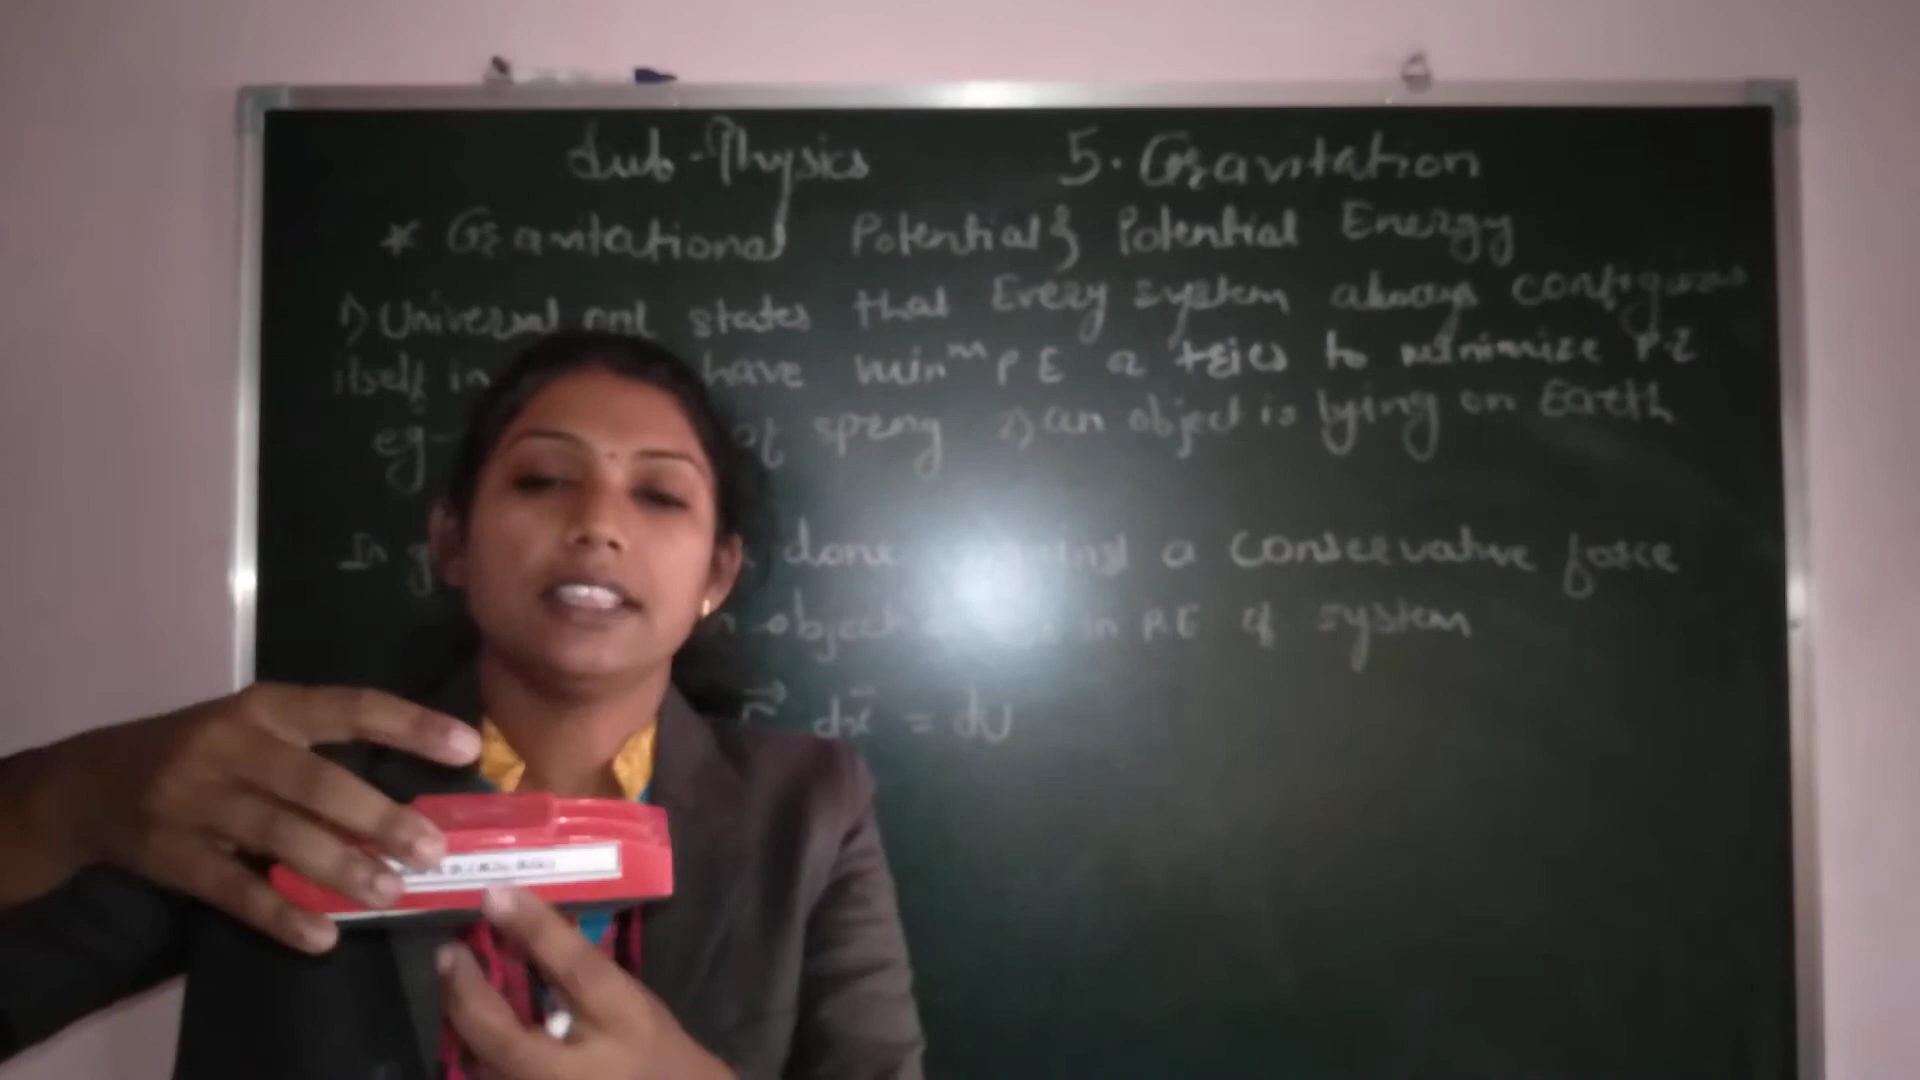 Sub-Physics 5. Gravitation
* Gravitational Potential & Potential Energy
1) Universal states that Every system always
itself in have min^m P E & tries to minimize P.E
eg- of spring 2) an object is lying on Earth
In done a conservative force
object in P.E of system
dx⃗ = dU